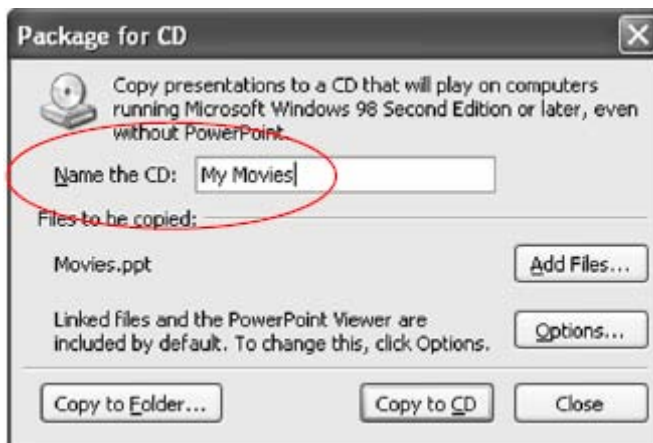 Package for CD
Copy presentations to a CD that will play on computers
running Microsoft Windows 98 Second Edition or later, even
without PowerPoint.
Name the CD: My Movies
Files to be copied:
Movies.ppt Add Files...
Linked files and the PowerPoint Viewer are
included by default. To change this, click Options. Options...
Copy to Folder... Copy to CD Close